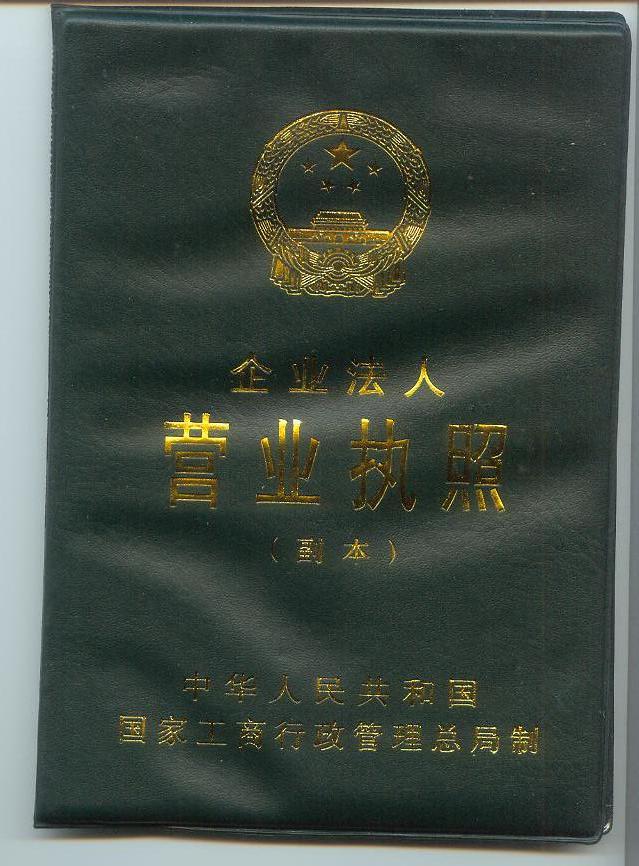 企业法人
营业执照
（副本）
中华人民共和国
国家工商行政管理总局制